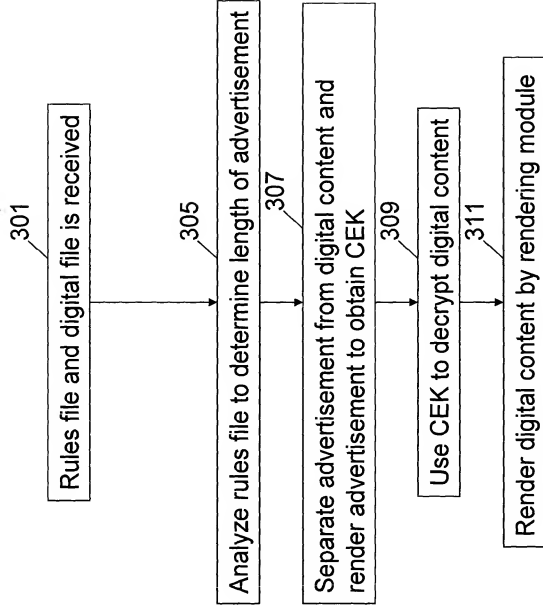 301
Rules file and digital file is received
305
Analyze rules file to determine length of advertisement
307
Separate advertisement from digital content and
render advertisement to obtain CEK
309
Use CEK to decrypt digital content
311
Render digital content by rendering module